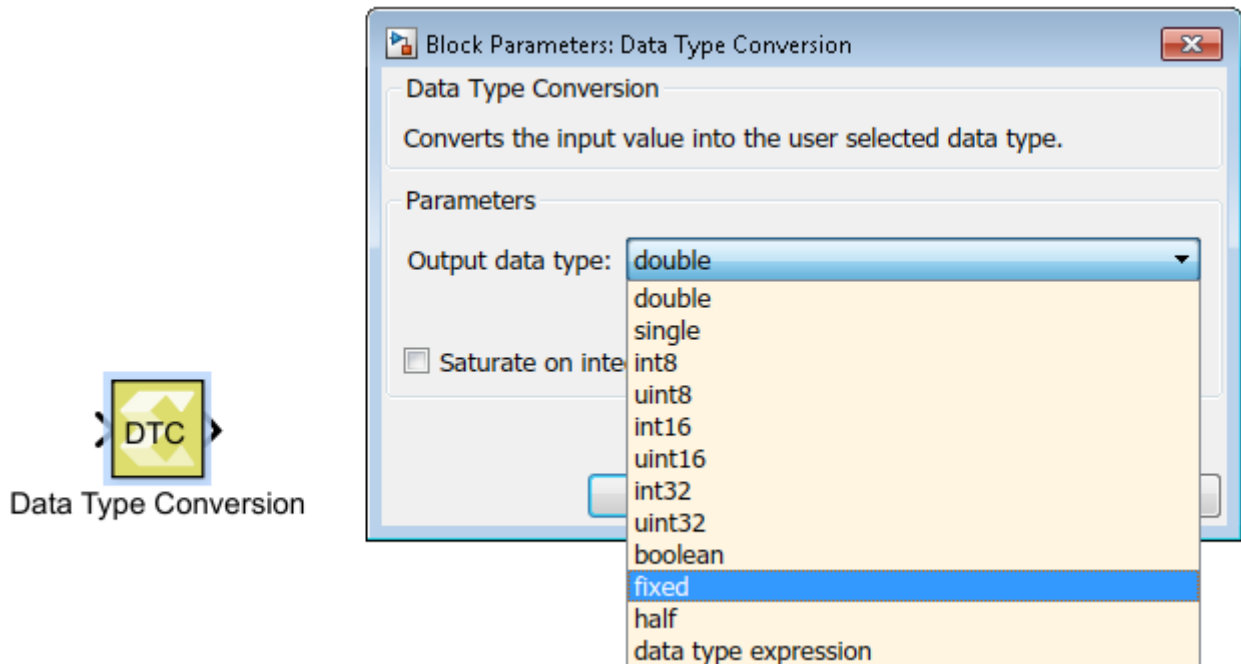 Block Parameters: Data Type Conversion
Data Type Conversion
Converts the input value into the user selected data type.
Parameters
Output data type: double
double
single
Saturate on
int8
uint8
int16
uint16
int32
uint32
boolean
fixed
half
data type expression
DTC
Data Type Conversion